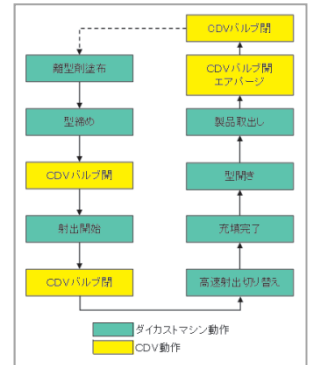 離型剤塗布
型締め
CDVバルブ開
射出開始
CDVバルブ閉
高速射出切り替え
充填完了
型開き
製品取出し
CDVバルブ開
エアパージ
CDVバルブ閉
ダイカストマシン動作
CDV動作